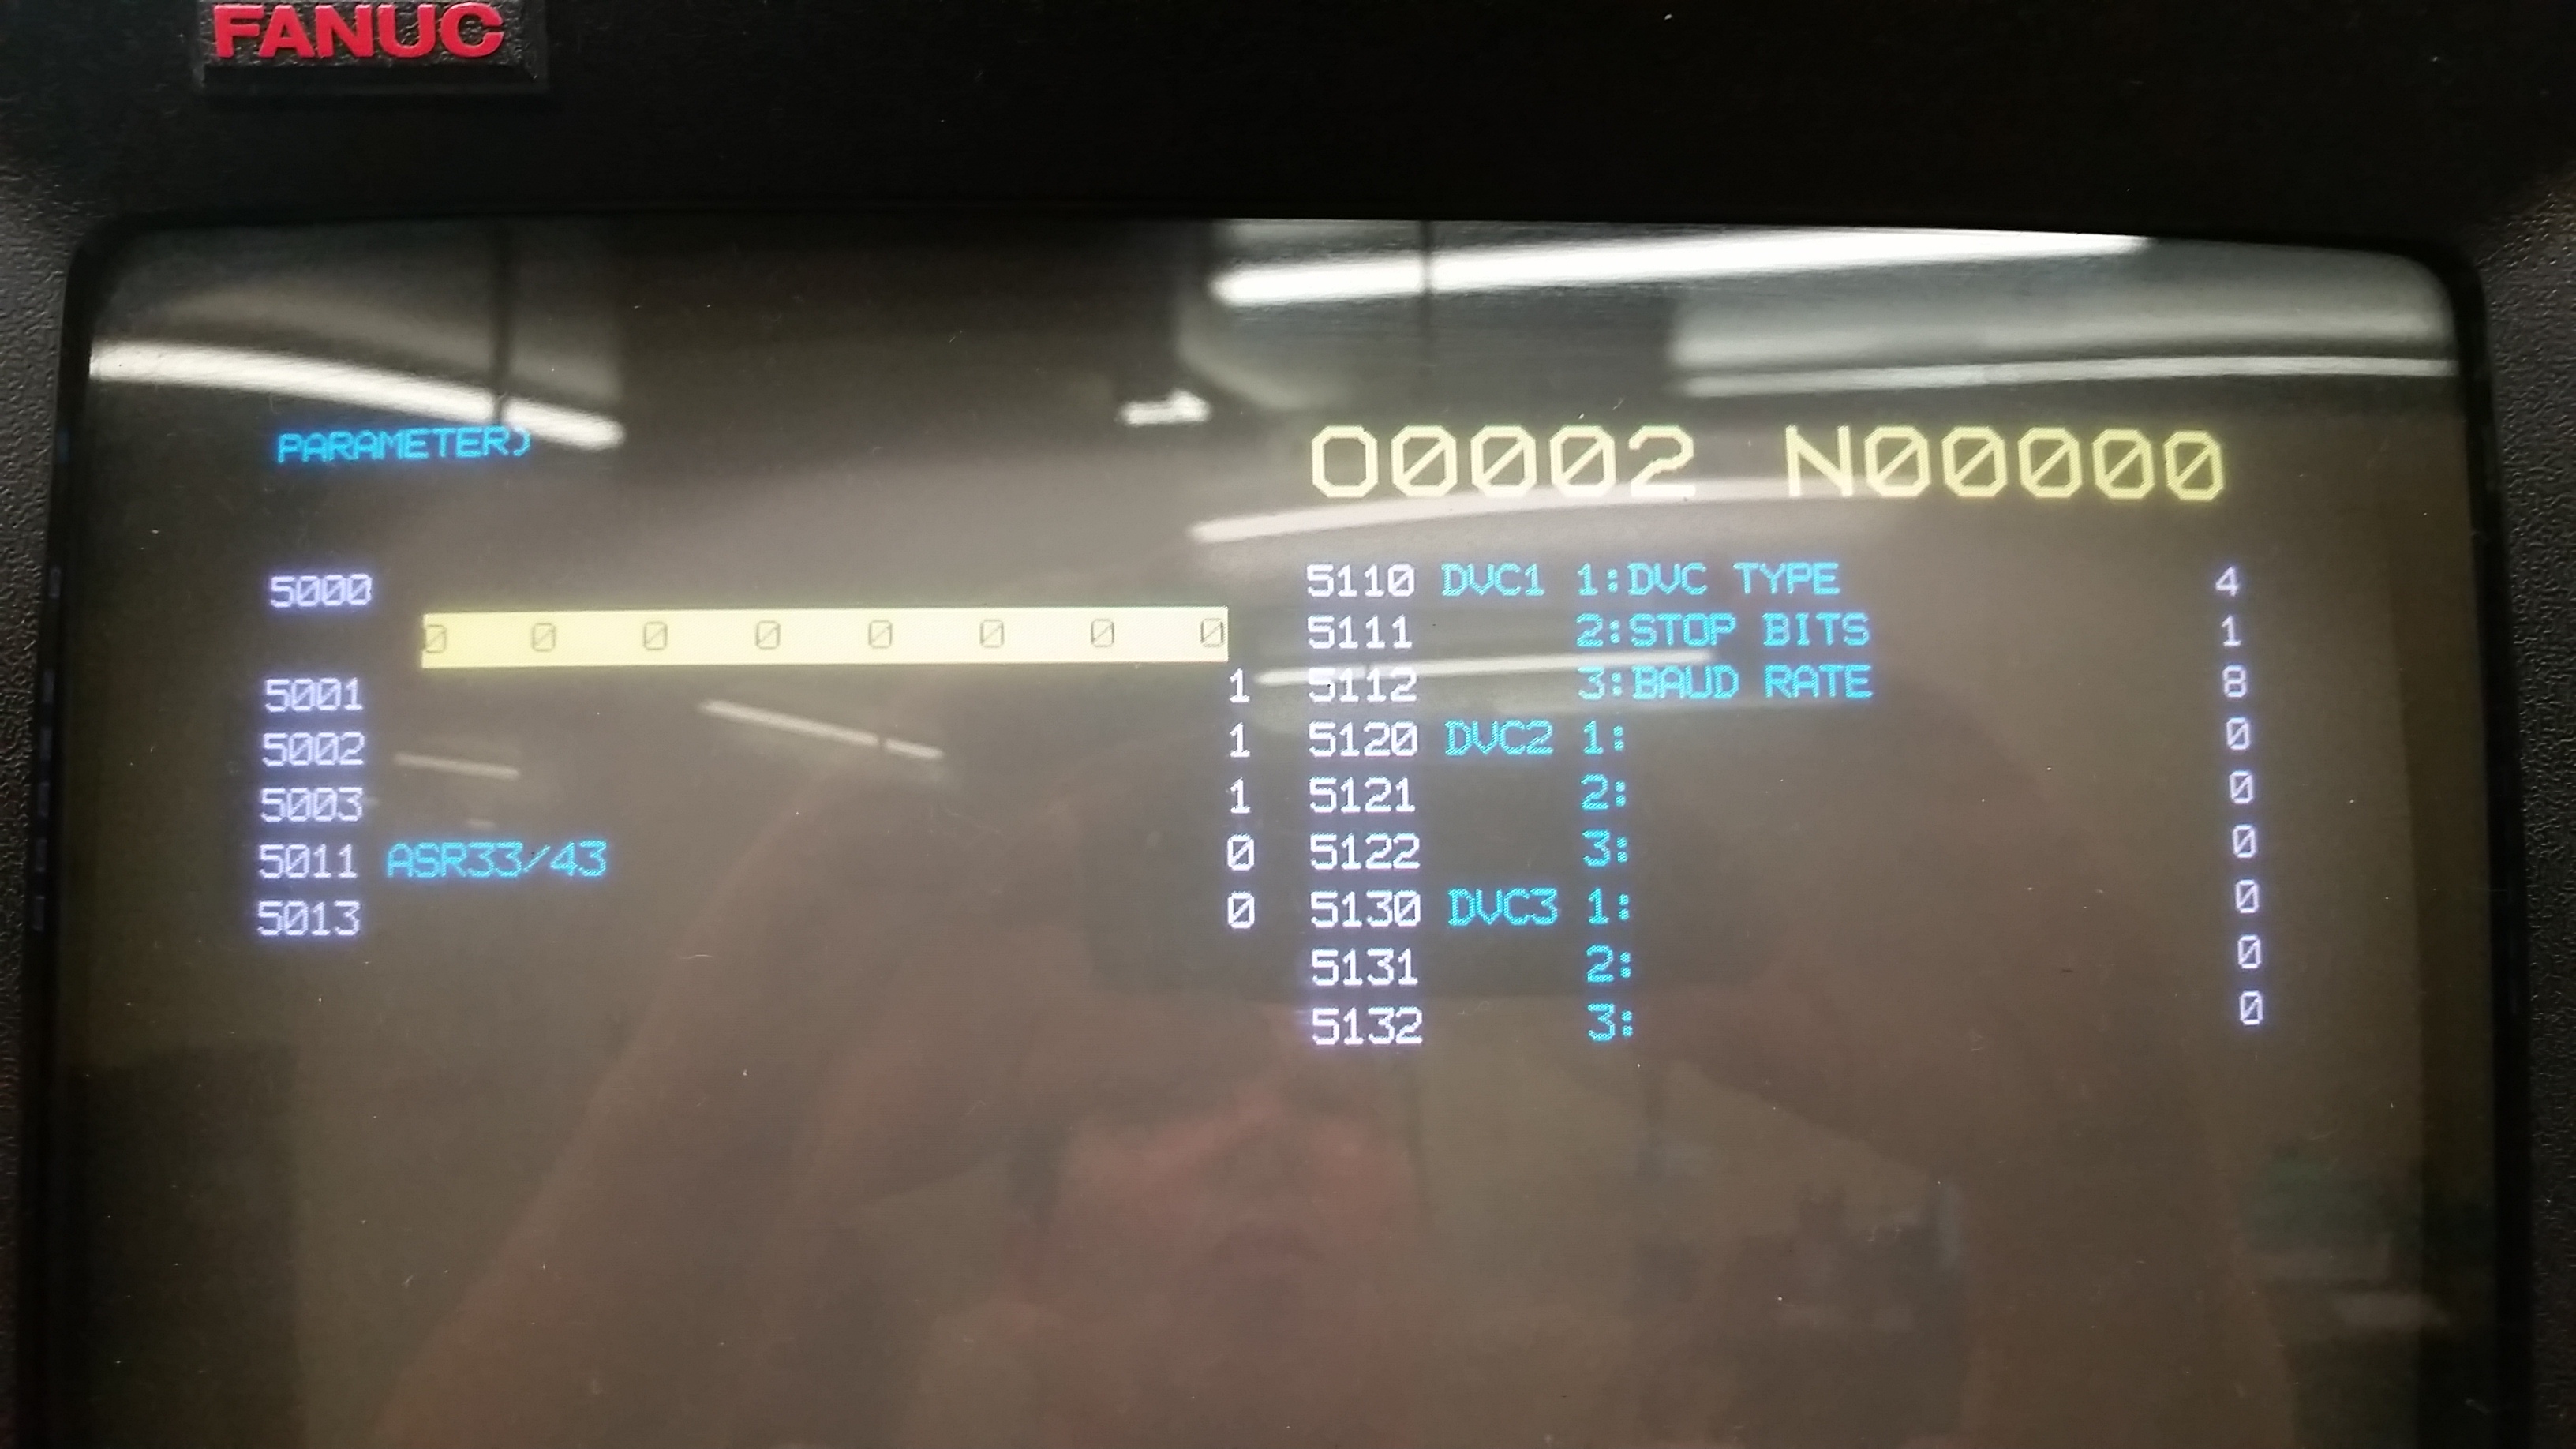 FANUC
PARAMETER)
O0002 N00000
5000
0 0 0 0 0 0 0 0
5001 1
5002 1
5003 1
5011 ASR33/43 0
5013 0
5110 DVC1 1:DVC TYPE 4
5111 2:STOP BITS 1
5112 3:BAUD RATE 8
5120 DVC2 1: 0
5121 2: 0
5122 3: 0
5130 DVC3 1: 0
5131 2: 0
5132 3: 0